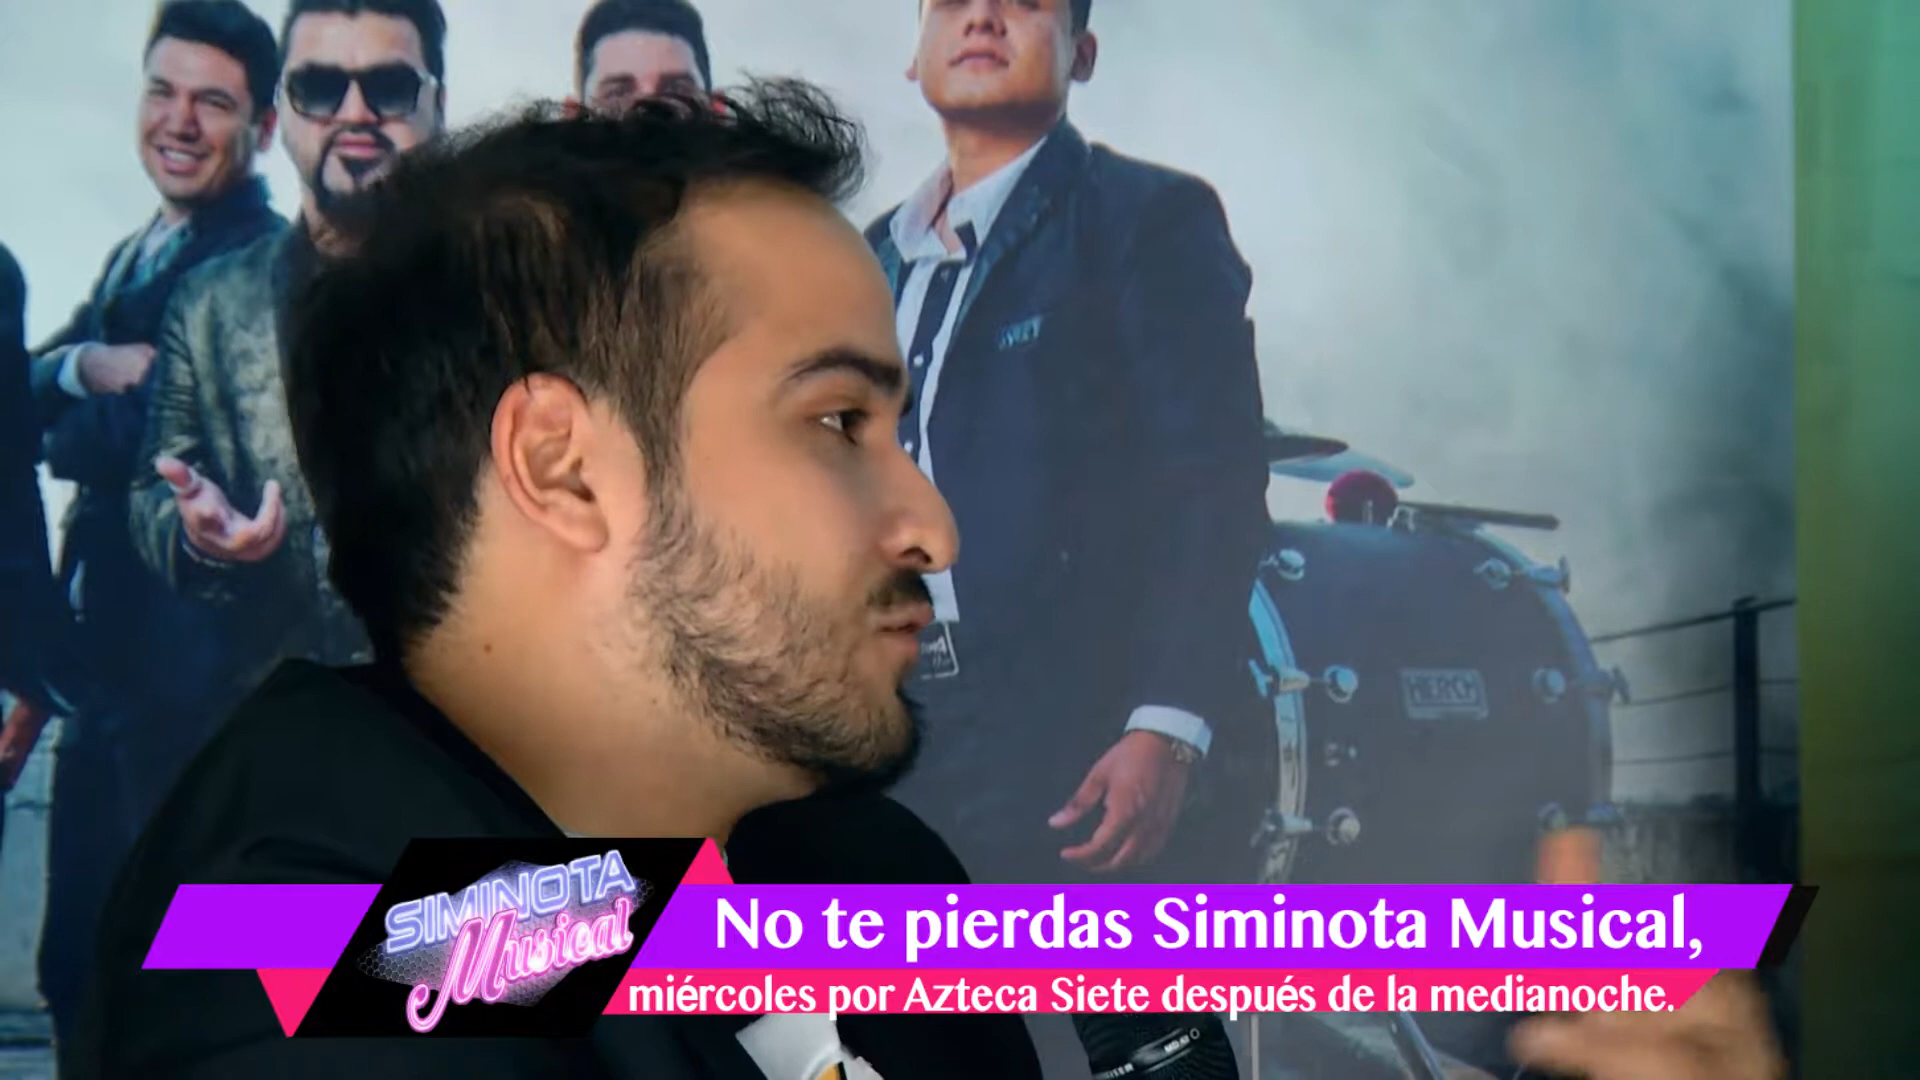 SIMINOTA
Musical
No te pierdas Siminota Musical,
miércoles por Azteca Siete después de la medianoche.